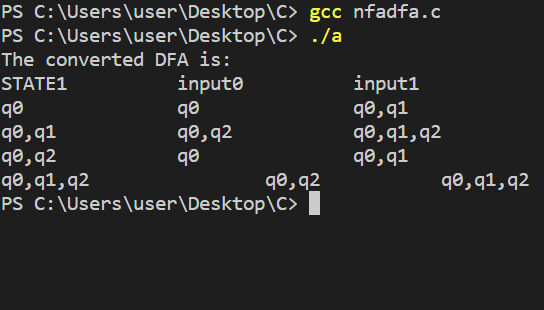 PS C:\Users\user\Desktop\C> gcc nfadfa.c
PS C:\Users\user\Desktop\C> ./a
The converted DFA is:
STATE1 input0 input1
q0 q0 q0,q1
q0,q1 q0,q2 q0,q1,q2
q0,q2 q0 q0,q1
q0,q1,q2 q0,q2 q0,q1,q2
PS C:\Users\user\Desktop\C>